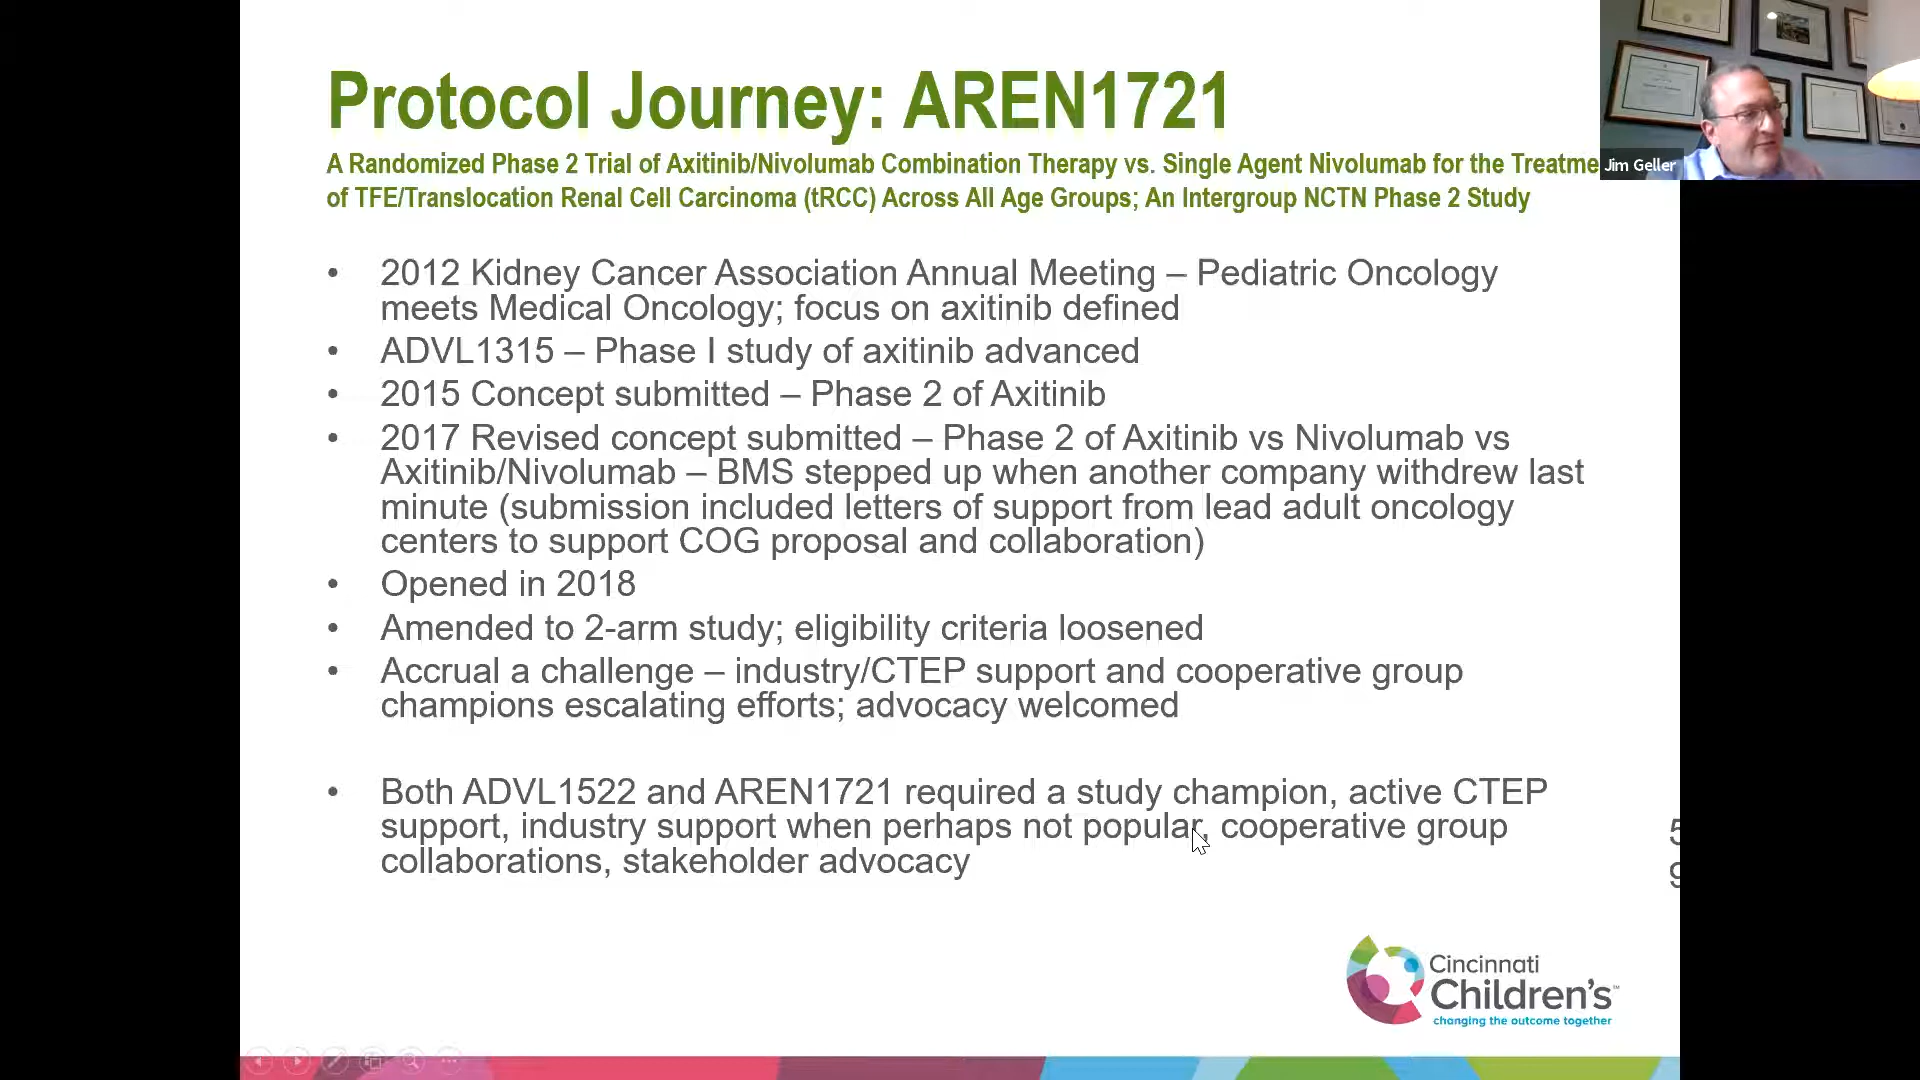 Protocol Journey: AREN1721
A Randomized Phase 2 Trial of Axitinib/Nivolumab Combination Therapy vs. Single Agent Nivolumab for the Treatme
of TFE/Translocation Renal Cell Carcinoma (tRCC) Across All Age Groups; An Intergroup NCTN Phase 2 Study
Jim Geller
• 2012 Kidney Cancer Association Annual Meeting – Pediatric Oncology
meets Medical Oncology; focus on axitinib defined
• ADVL1315 – Phase I study of axitinib advanced
• 2015 Concept submitted – Phase 2 of Axitinib
• 2017 Revised concept submitted – Phase 2 of Axitinib vs Nivolumab vs
Axitinib/Nivolumab – BMS stepped up when another company withdrew last
minute (submission included letters of support from lead adult oncology
centers to support COG proposal and collaboration)
• Opened in 2018
• Amended to 2-arm study; eligibility criteria loosened
• Accrual a challenge – industry/CTEP support and cooperative group
champions escalating efforts; advocacy welcomed
• Both ADVL1522 and AREN1721 required a study champion, active CTEP
support, industry support when perhaps not popular, cooperative group
collaborations, stakeholder advocacy
5
9
Cincinnati
Children's™
changing the outcome together